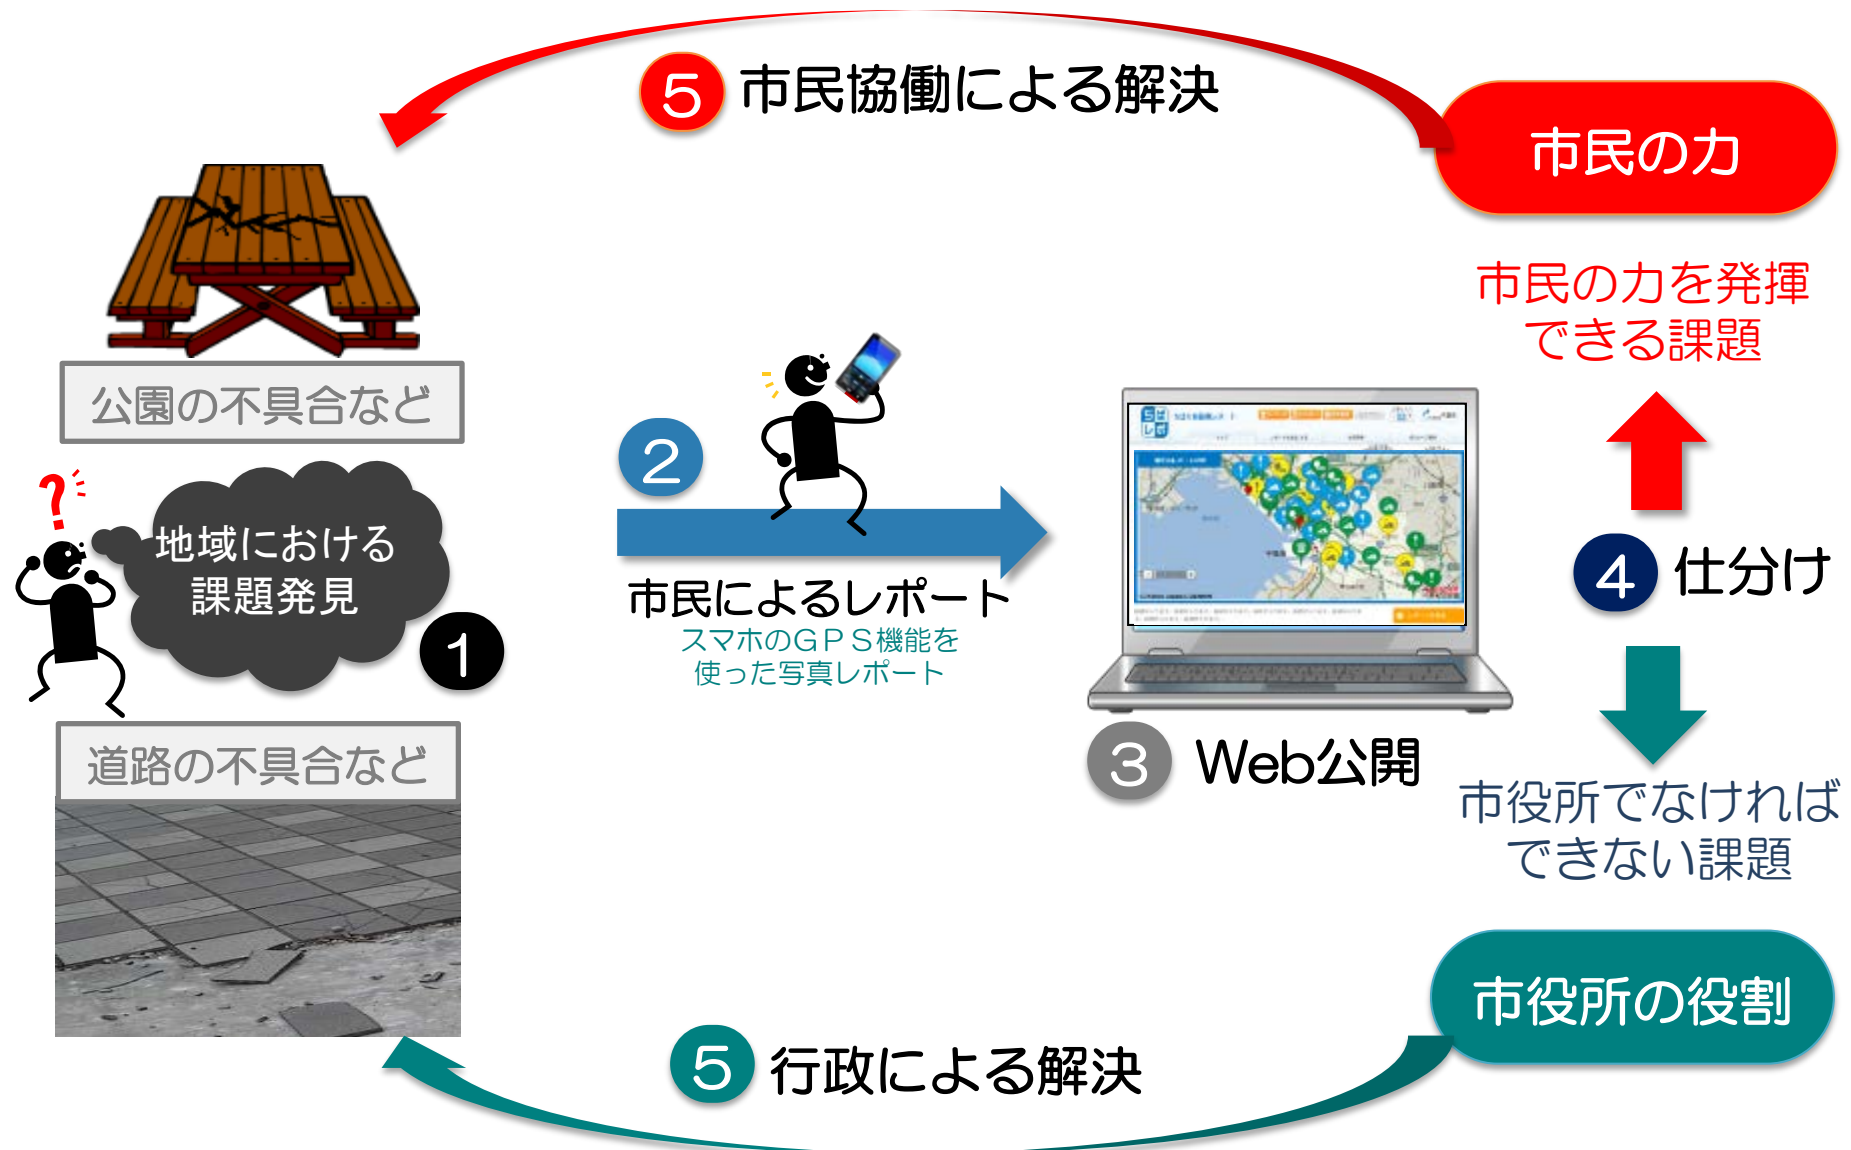 5 市民協働による解決
市民の力
市民の力を発揮
できる課題
公園の不具合など
?
地域における
課題発見
1
道路の不具合など
2
市民によるレポート
スマホのGPS機能を
使った写真レポート
ちば
レポ
3 Web公開
4 仕分け
市役所でなければ
できない課題
市役所の役割
5 行政による解決